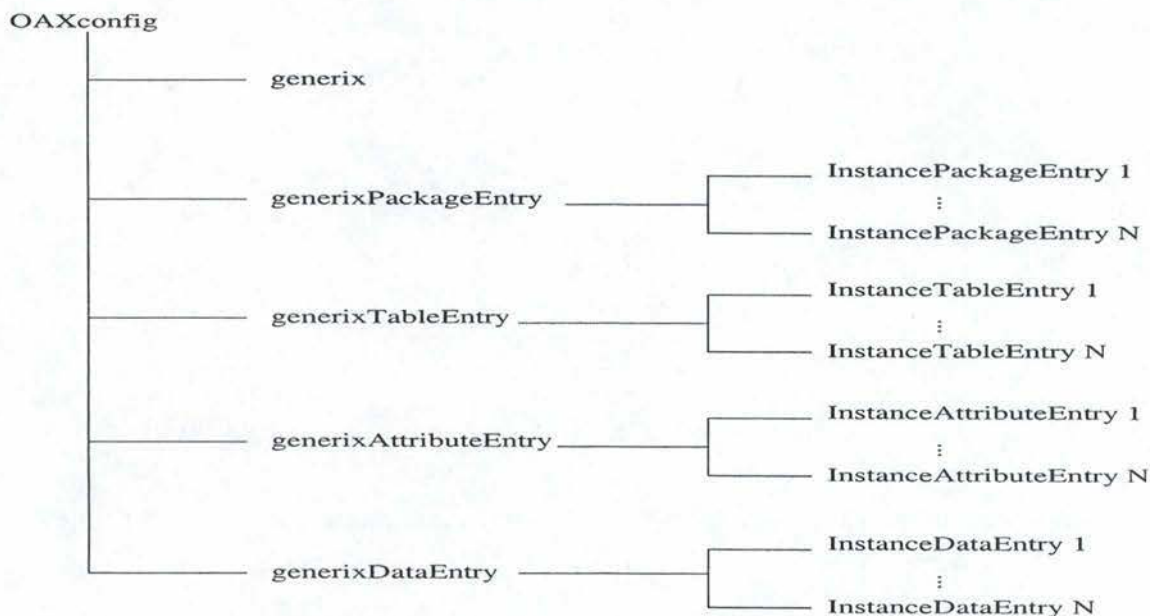 OAXconfig
generix
generixPackageEntry
InstancePackageEntry 1
⋮
InstancePackageEntry N
generixTableEntry
InstanceTableEntry 1
⋮
InstanceTableEntry N
generixAttributeEntry
InstanceAttributeEntry 1
⋮
InstanceAttributeEntry N
generixDataEntry
InstanceDataEntry 1
⋮
InstanceDataEntry N